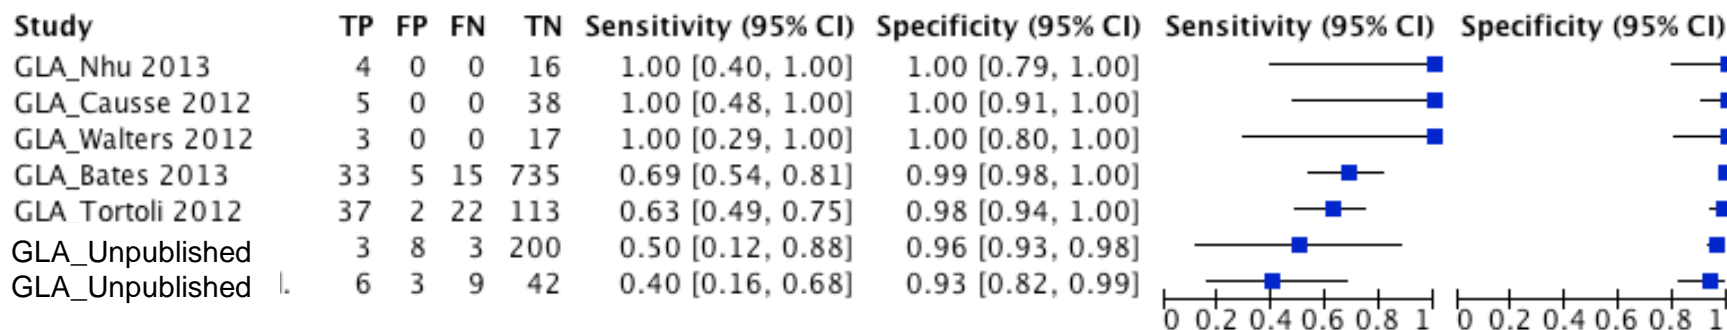 Study TP FP FN TN Sensitivity (95% CI) Specificity (95% CI) Sensitivity (95% CI) Specificity (95% CI)
GLA_Nhu 2013 4 0 0 16 1.00 [0.40, 1.00] 1.00 [0.79, 1.00]
GLA_Causse 2012 5 0 0 38 1.00 [0.48, 1.00] 1.00 [0.91, 1.00]
GLA_Walters 2012 3 0 0 17 1.00 [0.29, 1.00] 1.00 [0.80, 1.00]
GLA_Bates 2013 33 5 15 735 0.69 [0.54, 0.81] 0.99 [0.98, 1.00]
GLA_Tortoli 2012 37 2 22 113 0.63 [0.49, 0.75] 0.98 [0.94, 1.00]
GLA_Unpublished 3 8 3 200 0.50 [0.12, 0.88] 0.96 [0.93, 0.98]
GLA_Unpublished . 6 3 9 42 0.40 [0.16, 0.68] 0.93 [0.82, 0.99]
0 0.2 0.4 0.6 0.8 1 0 0.2 0.4 0.6 0.8 1